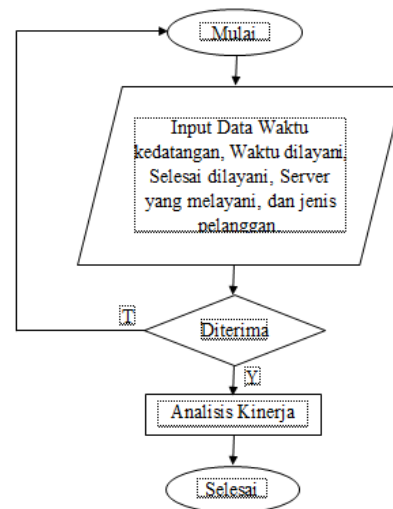 Mulai
Input Data Waktu
kedatangan, Waktu dilayani,
Selesai dilayani, Server
yang melayani, dan jenis
pelanggan
Diterima
T
Y
Analisis Kinerja
Selesai